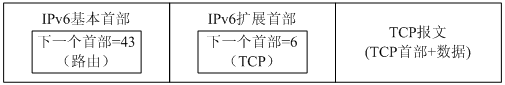 IPv6基本首部
下一个首部=43
（路由）
IPv6扩展首部
下一个首部=6
（TCP）
TCP报文
(TCP首部+数据)